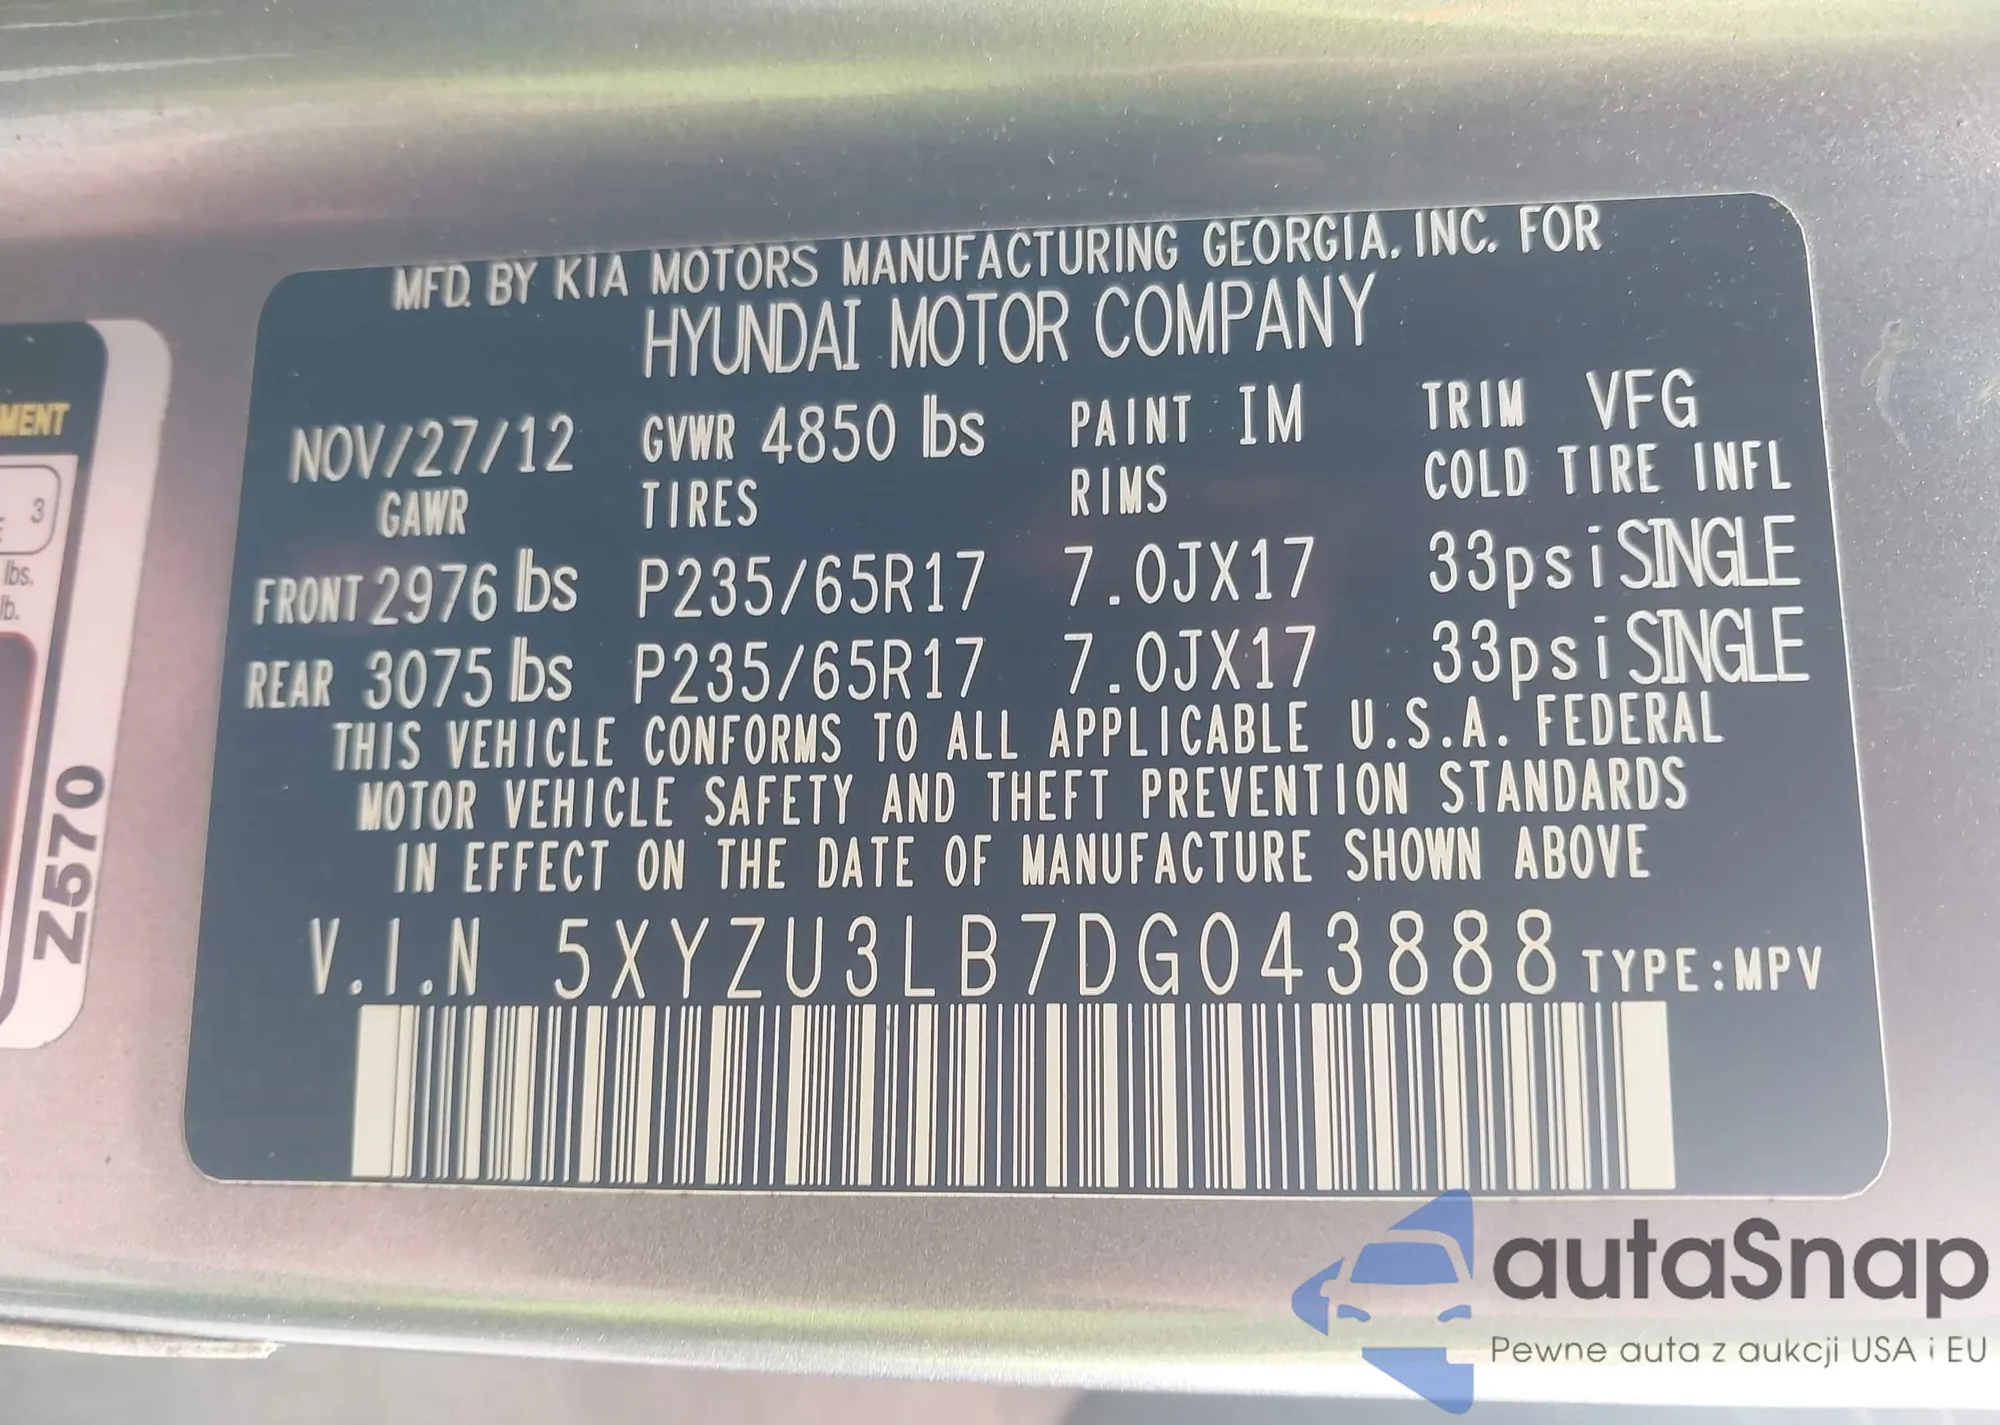 MFD. BY KIA MOTORS MANUFACTURING GEORGIA, INC. FOR
HYUNDAI MOTOR COMPANY
NOV/27/12 GVWR 4850 lbs PAINT IM TRIM VFG
GAWR TIRES RIMS COLD TIRE INFL
FRONT 2976 lbs P235/65R17 7.0JX17 33psi SINGLE
REAR 3075 lbs P235/65R17 7.0JX17 33psi SINGLE
THIS VEHICLE CONFORMS TO ALL APPLICABLE U.S.A. FEDERAL
MOTOR VEHICLE SAFETY AND THEFT PREVENTION STANDARDS
IN EFFECT ON THE DATE OF MANUFACTURE SHOWN ABOVE
V.I.N 5XYZU3LB7DG043888 TYPE:MPV
3
lbs.
lb.
Z570
autaSnap
Pewne auta z aukcji USA i EU